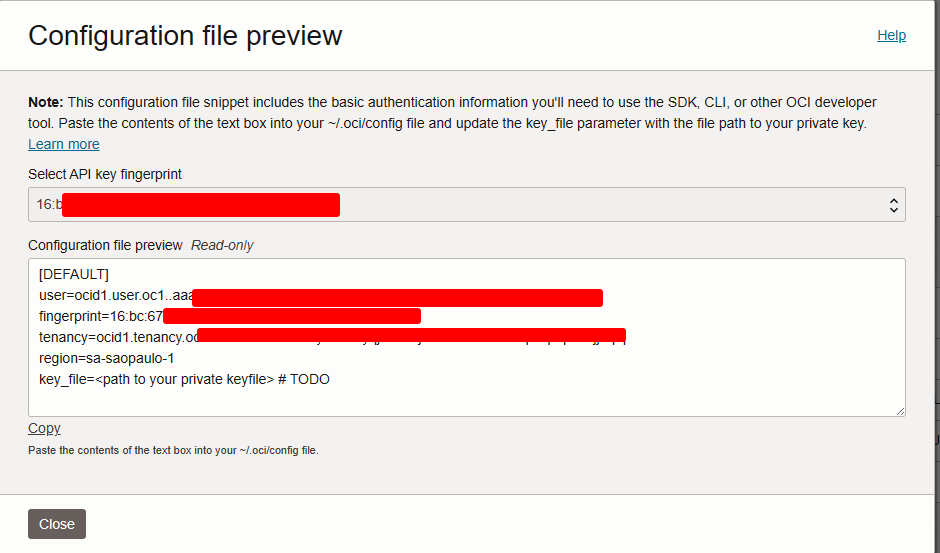 Configuration file preview
Help
Note: This configuration file snippet includes the basic authentication information you'll need to use the SDK, CLI, or other OCI developer
tool. Paste the contents of the text box into your ~/.oci/config file and update the key_file parameter with the file path to your private key.
Learn more
Select API key fingerprint
16:b
Configuration file preview Read-only
[DEFAULT]
user=ocid1.user.oc1..aaa
fingerprint=16:bc:67
tenancy=ocid1.tenancy.oc
region=sa-saopaulo-1
key_file=<path to your private keyfile> # TODO
Copy
Paste the contents of the text box into your ~/.oci/config file.
Close